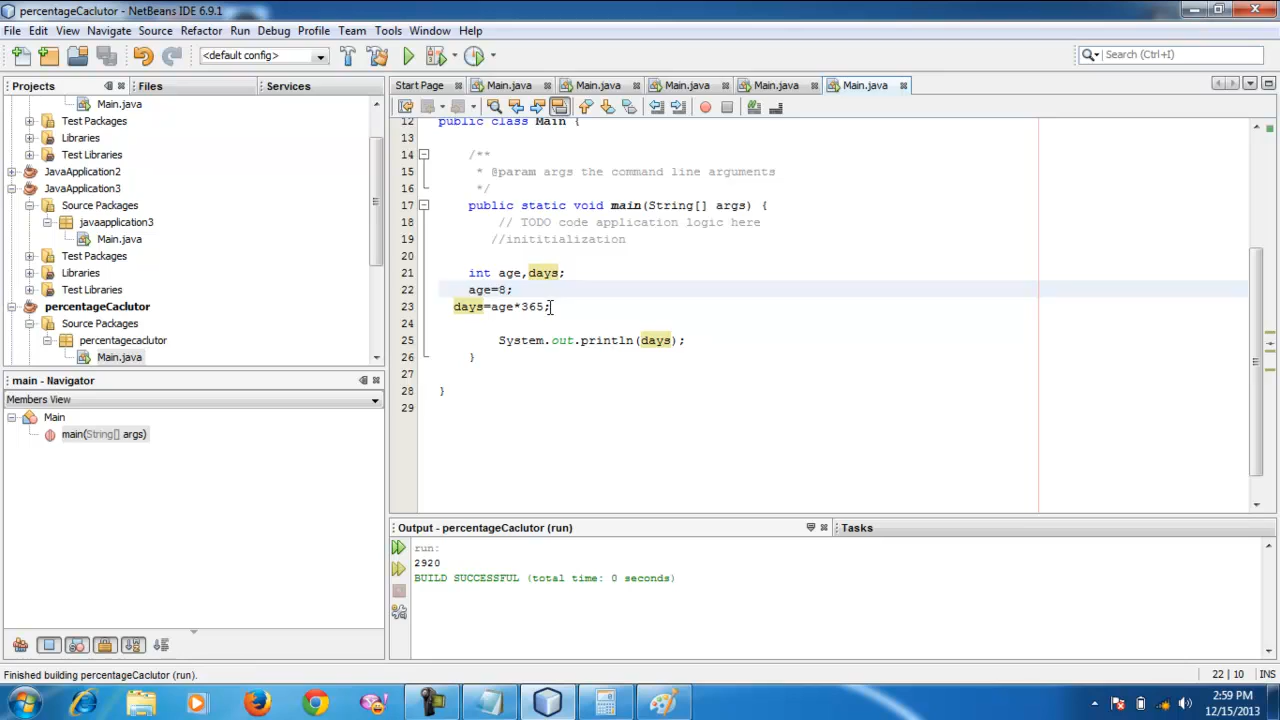 percentageCaclutor - NetBeans IDE 6.9.1
File Edit View Navigate Source Refactor Run Debug Profile Team Tools Window Help
<default config>
Search (Ctrl+I)
Projects
Files
Services
Start Page
Main.java
Main.java
Main.java
Main.java
Main.java
Main.java
Test Packages
Libraries
Test Libraries
JavaApplication2
JavaApplication3
Source Packages
javaapplication3
Main.java
Test Packages
Libraries
Test Libraries
percentageCaclutor
Source Packages
percentagecaclutor
Main.java
main - Navigator
Members View
Main
main(String[] args)
12 public class Main {
13
14 /**
15 * @param args the command line arguments
16 */
17 public static void main(String[] args) {
18 // TODO code application logic here
19 //inititialization
21 int age,days;
22 age=8;
23 days=age*365;
24
25 System.out.println(days);
26 }
27
28 }
29
Output - percentageCaclutor (run)
Tasks
run:
2920
BUILD SUCCESSFUL (total time: 0 seconds)
Finished building percentageCaclutor (run).
22 | 10 INS
2:59 PM
12/15/2013